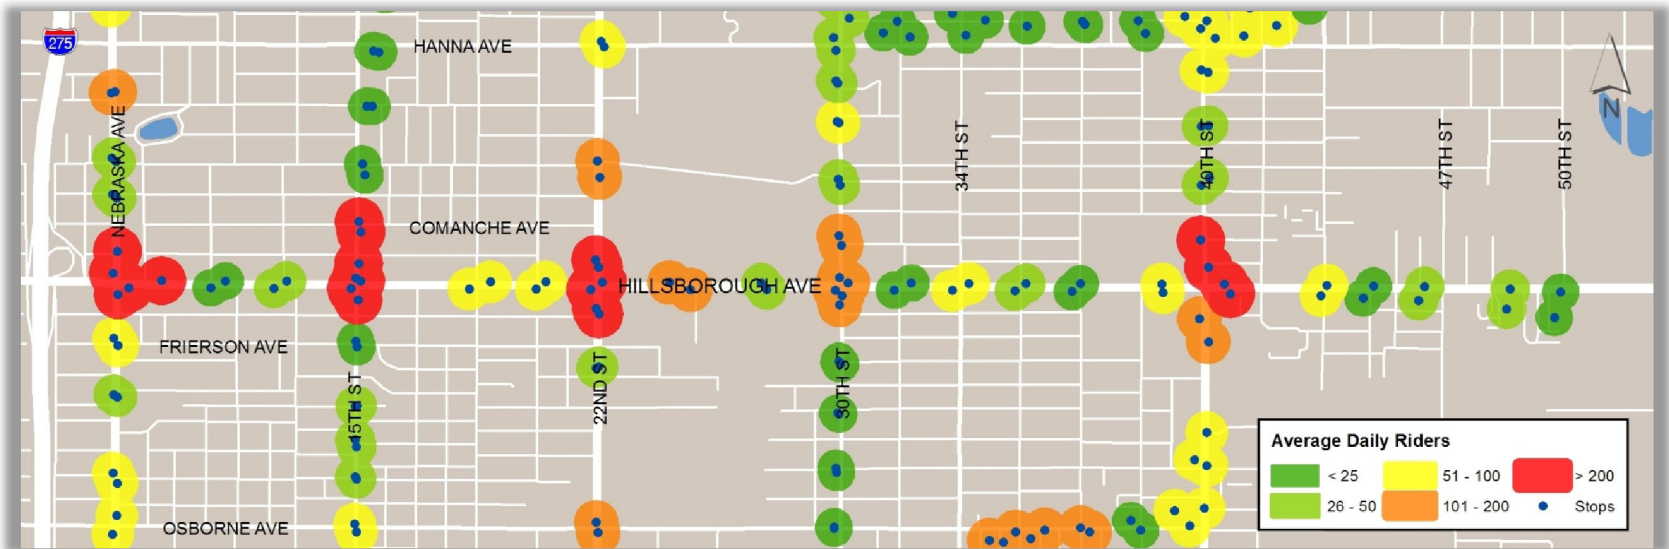 275
HANNA AVE
NEBRASKA AVE
34TH ST
40TH ST
47TH ST
50TH ST
N
COMANCHE AVE
HILLSBOROUGH AVE
FRIERSON AVE
15TH ST
22ND ST
30TH ST
OSBORNE AVE
Average Daily Riders
< 25
51 - 100
> 200
26 - 50
101 - 200
Stops